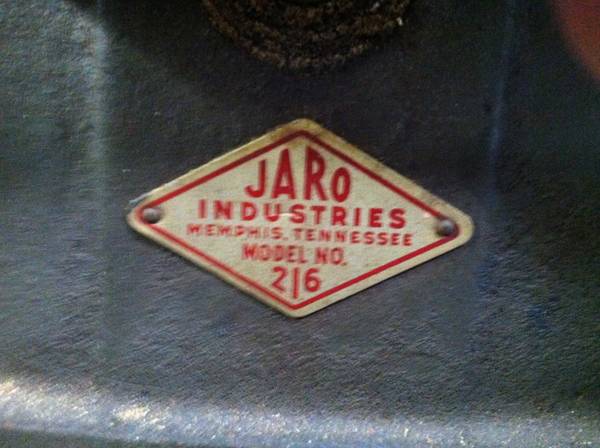 JARO
INDUSTRIES
MEMPHIS, TENNESSEE
MODEL NO.
216